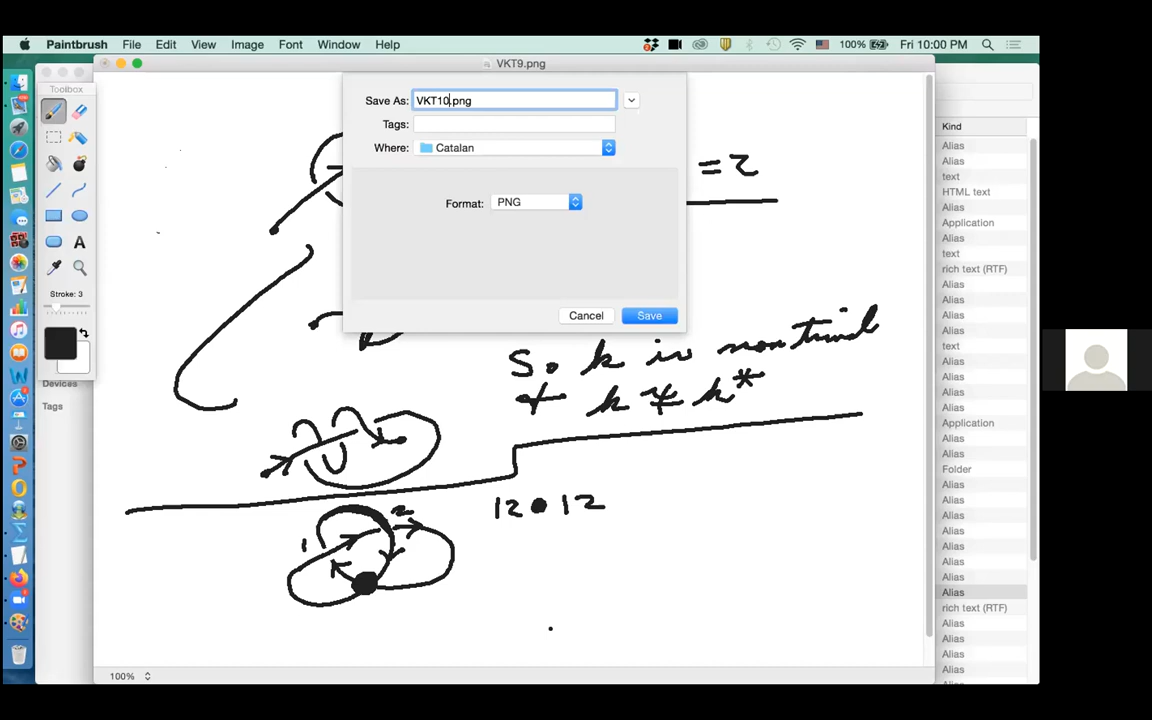 Paintbrush File Edit View Image Font Window Help 100% Fri 10:00 PM
VKT9.png
Toolbox
Save As: VKT10.png
Tags:
Where: Catalan
Format: PNG
Cancel Save
Stroke: 3
Devices
Tags
Kind
Alias
Alias
text
HTML text
Alias
Application
Alias
text
rich text (RTF)
Alias
Alias
Alias
Alias
text
Alias
Alias
Alias
Alias
Application
Alias
Alias
Folder
Alias
Alias
Alias
Alias
Alias
Alias
Alias
Alias
rich text (RTF)
Alias
Alias
Alias
Alias
Alias
= 2
So k is nontrivial
k ≁ k*
1 2
12 12
100%